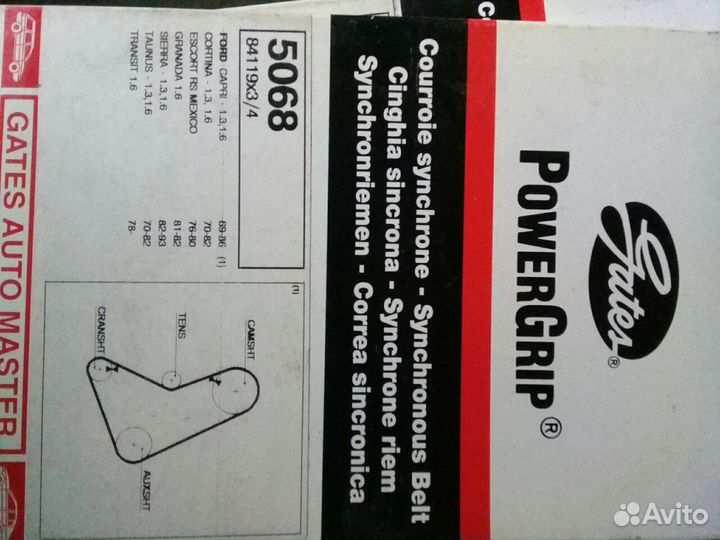 Gates®
POWERGRIP®
Courroie synchrone - Synchronous Belt
Cinghia sincrona - Synchrone riem
Synchronriemen - Correa sincronica
5068
84119x3/4
FORD CAPRI - 1.3,1.6 69-86 (1)
CORTINA - 1.3, 1.6 70-82
ESCORT RS MEXICO 76-80
GRANADA 1.6 81-82
SIERRA - 1.3,1.6 82-93
TAUNUS - 1.3,1.6 70-82
TRANSIT 1.6 78-
(1)
CAMSHT
TENS
CRANSHT
AUXSHT
GATES AUTO MASTER
Avito